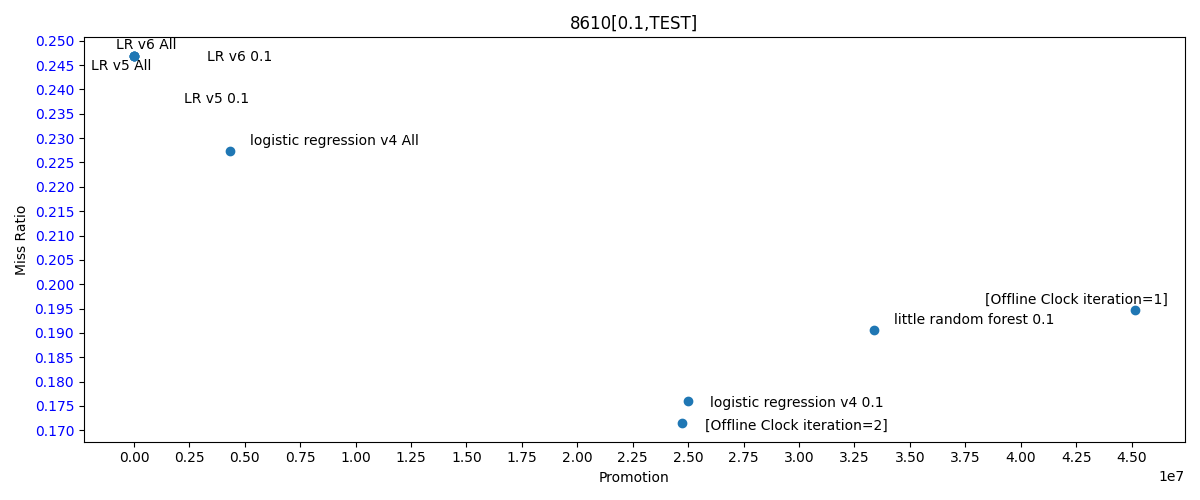 8610[0.1,TEST]
0.250
0.245
0.240
0.235
0.230
0.225
0.220
0.215
0.210
0.205
0.200
0.195
0.190
0.185
0.180
0.175
0.170
Miss Ratio
LR v6 All
LR v6 0.1
LR v5 All
LR v5 0.1
logistic regression v4 All
[Offline Clock iteration=1]
little random forest 0.1
logistic regression v4 0.1
[Offline Clock iteration=2]
0.00 0.25 0.50 0.75 1.00 1.25 1.50 1.75 2.00 2.25 2.50 2.75 3.00 3.25 3.50 3.75 4.00 4.25 4.50
1e7
Promotion